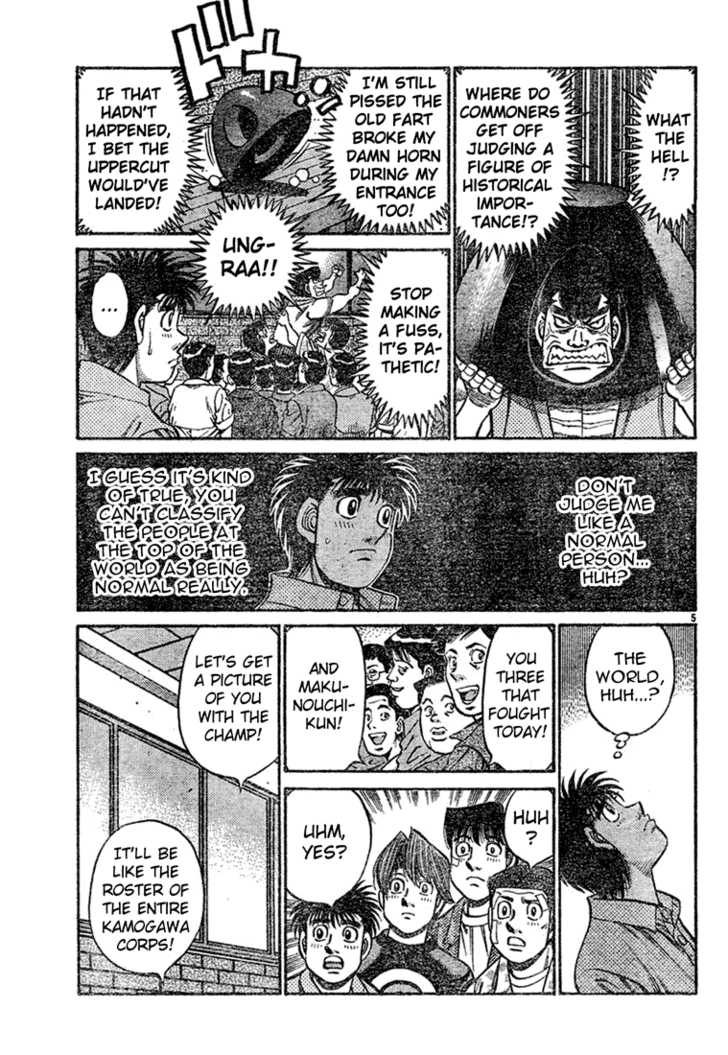 WHAT
THE
HELL
!?
WHERE DO
COMMONERS
GET OFF
JUDGING
A
FIGURE OF
HISTORICAL
IMPOR-
TANCE!?
ドカン
I'M STILL
PISSED THE
OLD FART
BROKE MY
DAMN HORN
DURING MY
ENTRANCE
TOO!
IF THAT
HADN'T
HAPPENED,
I BET THE
UPPERCUT
WOULD'VE
LANDED!
UNG-
RAA!!
STOP
MAKING
A
FUSS,
IT'S PA-
THETIC!
...
DON'T
JUDGE ME
LIKE A
NORMAL
PERSON...
HUH?
I GUESS IT'S KIND
OF TRUE, YOU
CAN'T CLASSIFY
THE PEOPLE AT
THE TOP OF THE
WORLD AS BEING
NORMAL REALLY.
5
THE
WORLD,
HUH...?
YOU
THREE
THAT
FOUGHT
TODAY!
AND
MAKU-
NOUCHI-
KUN!
HUH
?
UHM,
YES?
LET'S GET
A PICTURE
OF YOU
WITH THE
CHAMP!
IT'LL BE
LIKE THE
ROSTER OF
THE ENTIRE
KAMOGAWA
CORPS!